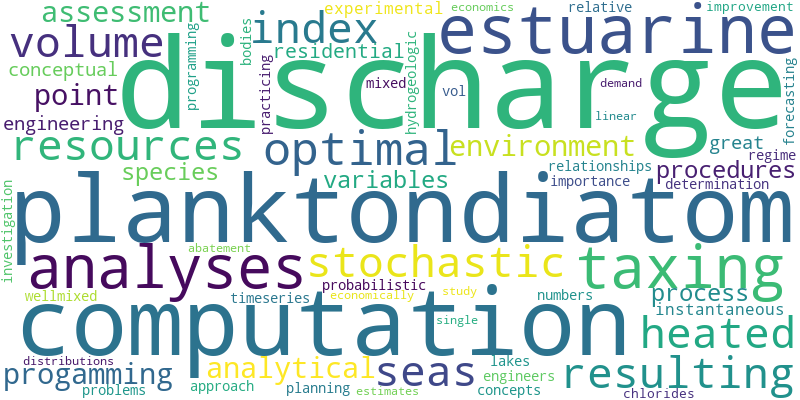 assessment
experimental
economics
relative
improvement
volume
index
estuarine
conceptual
residential
programming
bodies
practicing
hydrogeologic
forecasting
discharge
point
mixed
vol
demand
linear
engineering
resources
optimal
environment
great
regime
species
variables
relationships
importance
procedures
determination
investigation
planktondiatom
analyses
abatement
stochastic
taxing
probabilistic
wellmixed
timeseries
economically
study
numbers
process
instantaneous
computation
single
heated
distributions
progamming
problems
analytical
approach
planning
seas
estimates
lakes
engineers
concepts
resulting
chlorides